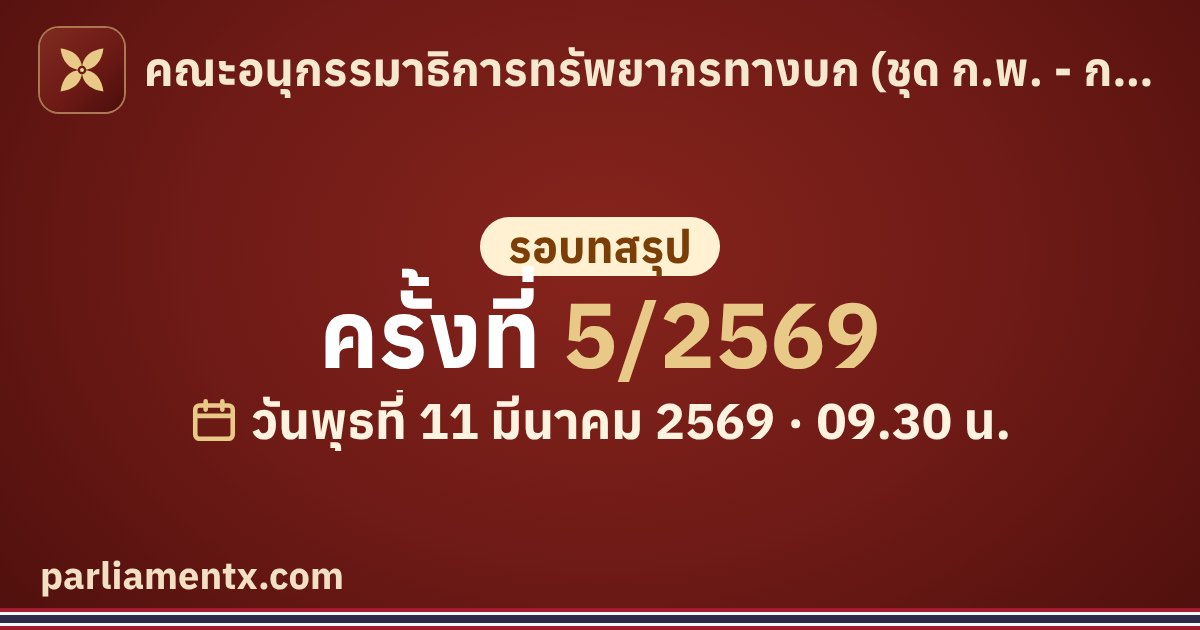 คณะอนุกรรมาธิการทรัพยากรทางบก (ชุด ก.พ. - ก...
รอบทสรุป
ครั้งที่ 5/2569
วันพุธที่ 11 มีนาคม 2569 · 09.30 น.
parliamentx.com